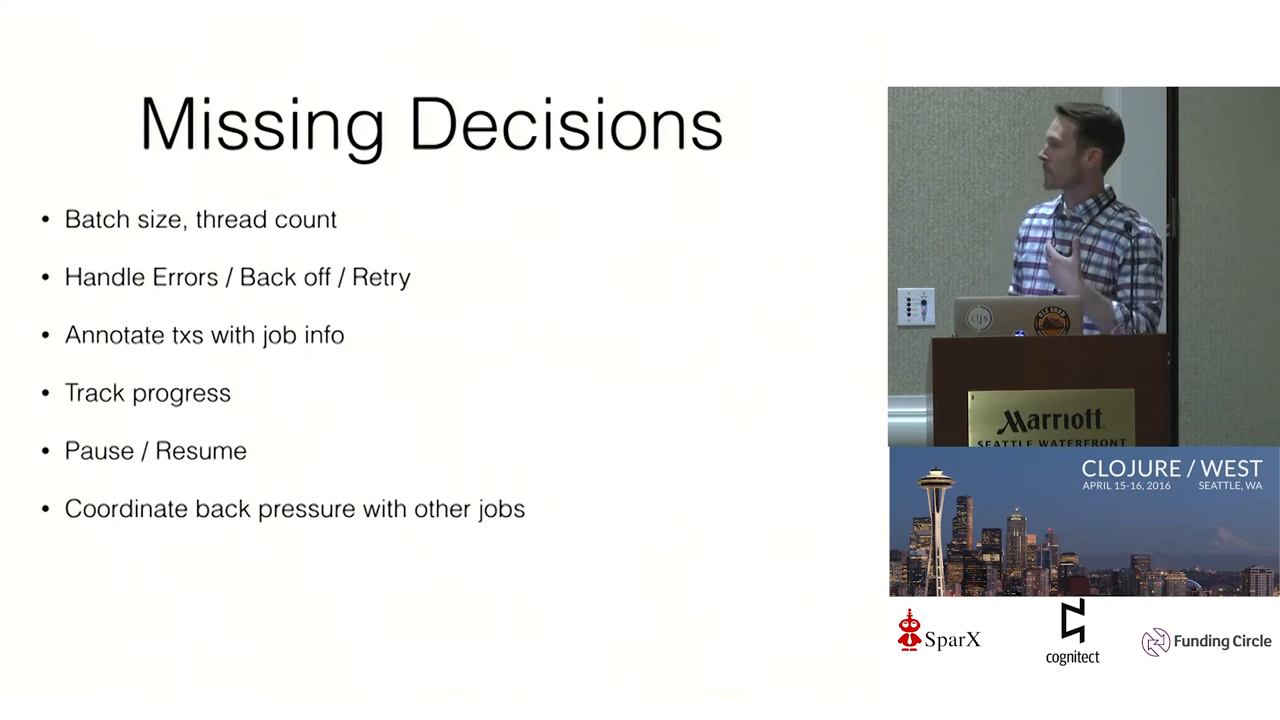 Missing Decisions
• Batch size, thread count
• Handle Errors / Back off / Retry
• Annotate txs with job info
• Track progress
• Pause / Resume
• Coordinate back pressure with other jobs
cljs
Marriott
SEATTLE WATERFRONT
CLOJURE / WEST
APRIL 15-16, 2016 SEATTLE, WA
SparX
cognitect
Funding Circle